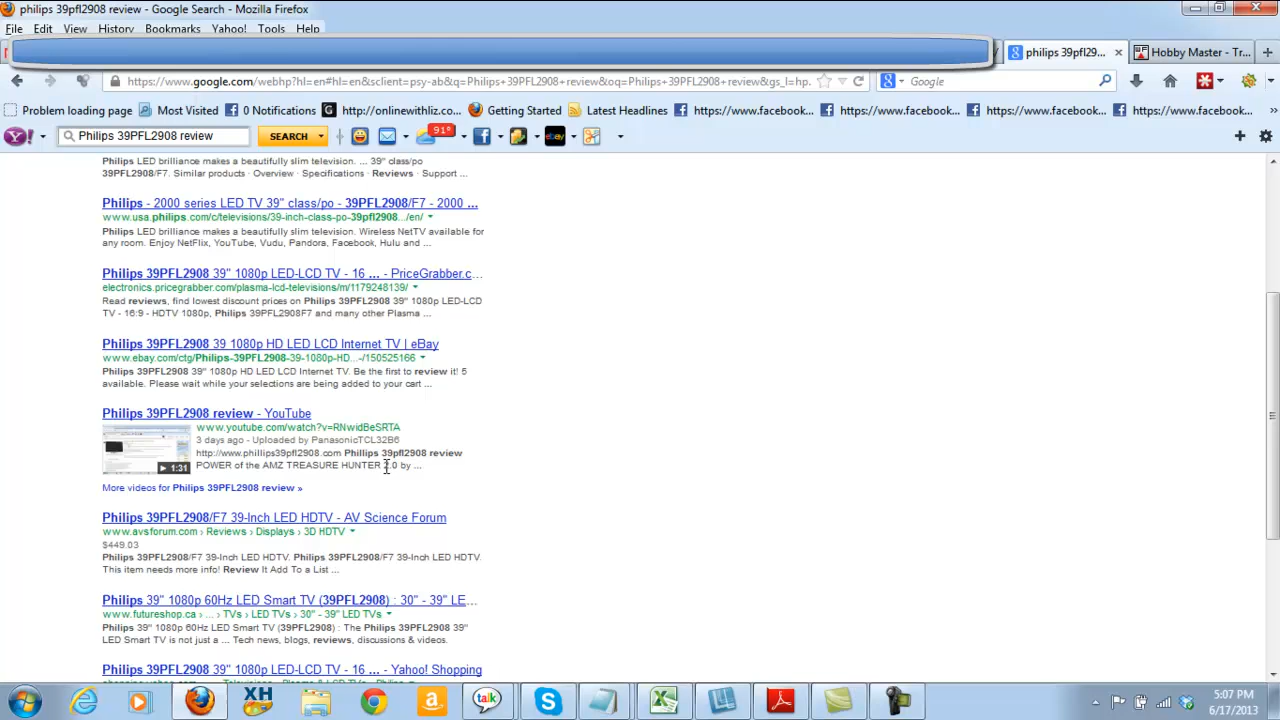 philips 39pfl2908 review - Google Search - Mozilla Firefox
File Edit View History Bookmarks Yahoo! Tools Help
philips 39pfl29... × Hobby Master - Tr...
https://www.google.com/webhp?hl=en#hl=en&sclient=psy-ab&q=Philips+39PFL2908+review&oq=Philips+39PFL2908+review&gs_l=hp. Google
Problem loading page Most Visited 0 Notifications http://onlinewithliz.co... Getting Started Latest Headlines https://www.facebook... https://www.facebook... https://www.facebook... https://www.facebook... »
Philips 39PFL2908 review SEARCH 91° ebay
Philips LED brilliance makes a beautifully slim television. ... 39" class/po
39PFL2908/F7. Similar products · Overview · Specifications · Reviews · Support ...
Philips - 2000 series LED TV 39" class/po - 39PFL2908/F7 - 2000 ...
www.usa.philips.com/c/televisions/39-inch-class-po-39pfl2908.../en/
Philips LED brilliance makes a beautifully slim television. Wireless NetTV available for
any room. Enjoy NetFlix, YouTube, Vudu, Pandora, Facebook, Hulu and ...
Philips 39PFL2908 39" 1080p LED-LCD TV - 16 ... - PriceGrabber.c...
electronics.pricegrabber.com/plasma-lcd-televisions/m/1179248139/
Read reviews, find lowest discount prices on Philips 39PFL2908 39" 1080p LED-LCD
TV - 16:9 - HDTV 1080p, Philips 39PFL2908F7 and many other Plasma ...
Philips 39PFL2908 39 1080p HD LED LCD Internet TV | eBay
www.ebay.com/ctg/Philips-39PFL2908-39-1080p-HD...-/150525166
Philips 39PFL2908 39" 1080p HD LED LCD Internet TV. Be the first to review it! 5
available. Please wait while your selections are being added to your cart ...
Philips 39PFL2908 review - YouTube
www.youtube.com/watch?v=RNwidBeSRTA
3 days ago - Uploaded by PanasonicTCL32B6
http://www.phillips39pfl2908.com Philips 39pfl2908 review
POWER of the AMZ TREASURE HUNTER 2.0 by ...
1:31
More videos for Philips 39PFL2908 review »
Philips 39PFL2908/F7 39-Inch LED HDTV - AV Science Forum
www.avsforum.com › Reviews › Displays › 3D HDTV
$449.03
Philips 39PFL2908/F7 39-Inch LED HDTV. Philips 39PFL2908/F7 39-Inch LED HDTV.
This item needs more info! Review It Add To a List ...
Philips 39" 1080p 60Hz LED Smart TV (39PFL2908) : 30" - 39" LE...
www.futureshop.ca › ... › TVs › LED TVs › 30" - 39" LED TVs
Philips 39" 1080p 60Hz LED Smart TV (39PFL2908) : The Philips 39PFL2908 39"
LED Smart TV is not just a ... Tech news, blogs, reviews, discussions & videos.
Philips 39PFL2908 39" 1080p LED-LCD TV - 16 ... - Yahoo! Shopping
XH talk
5:07 PM
6/17/2013